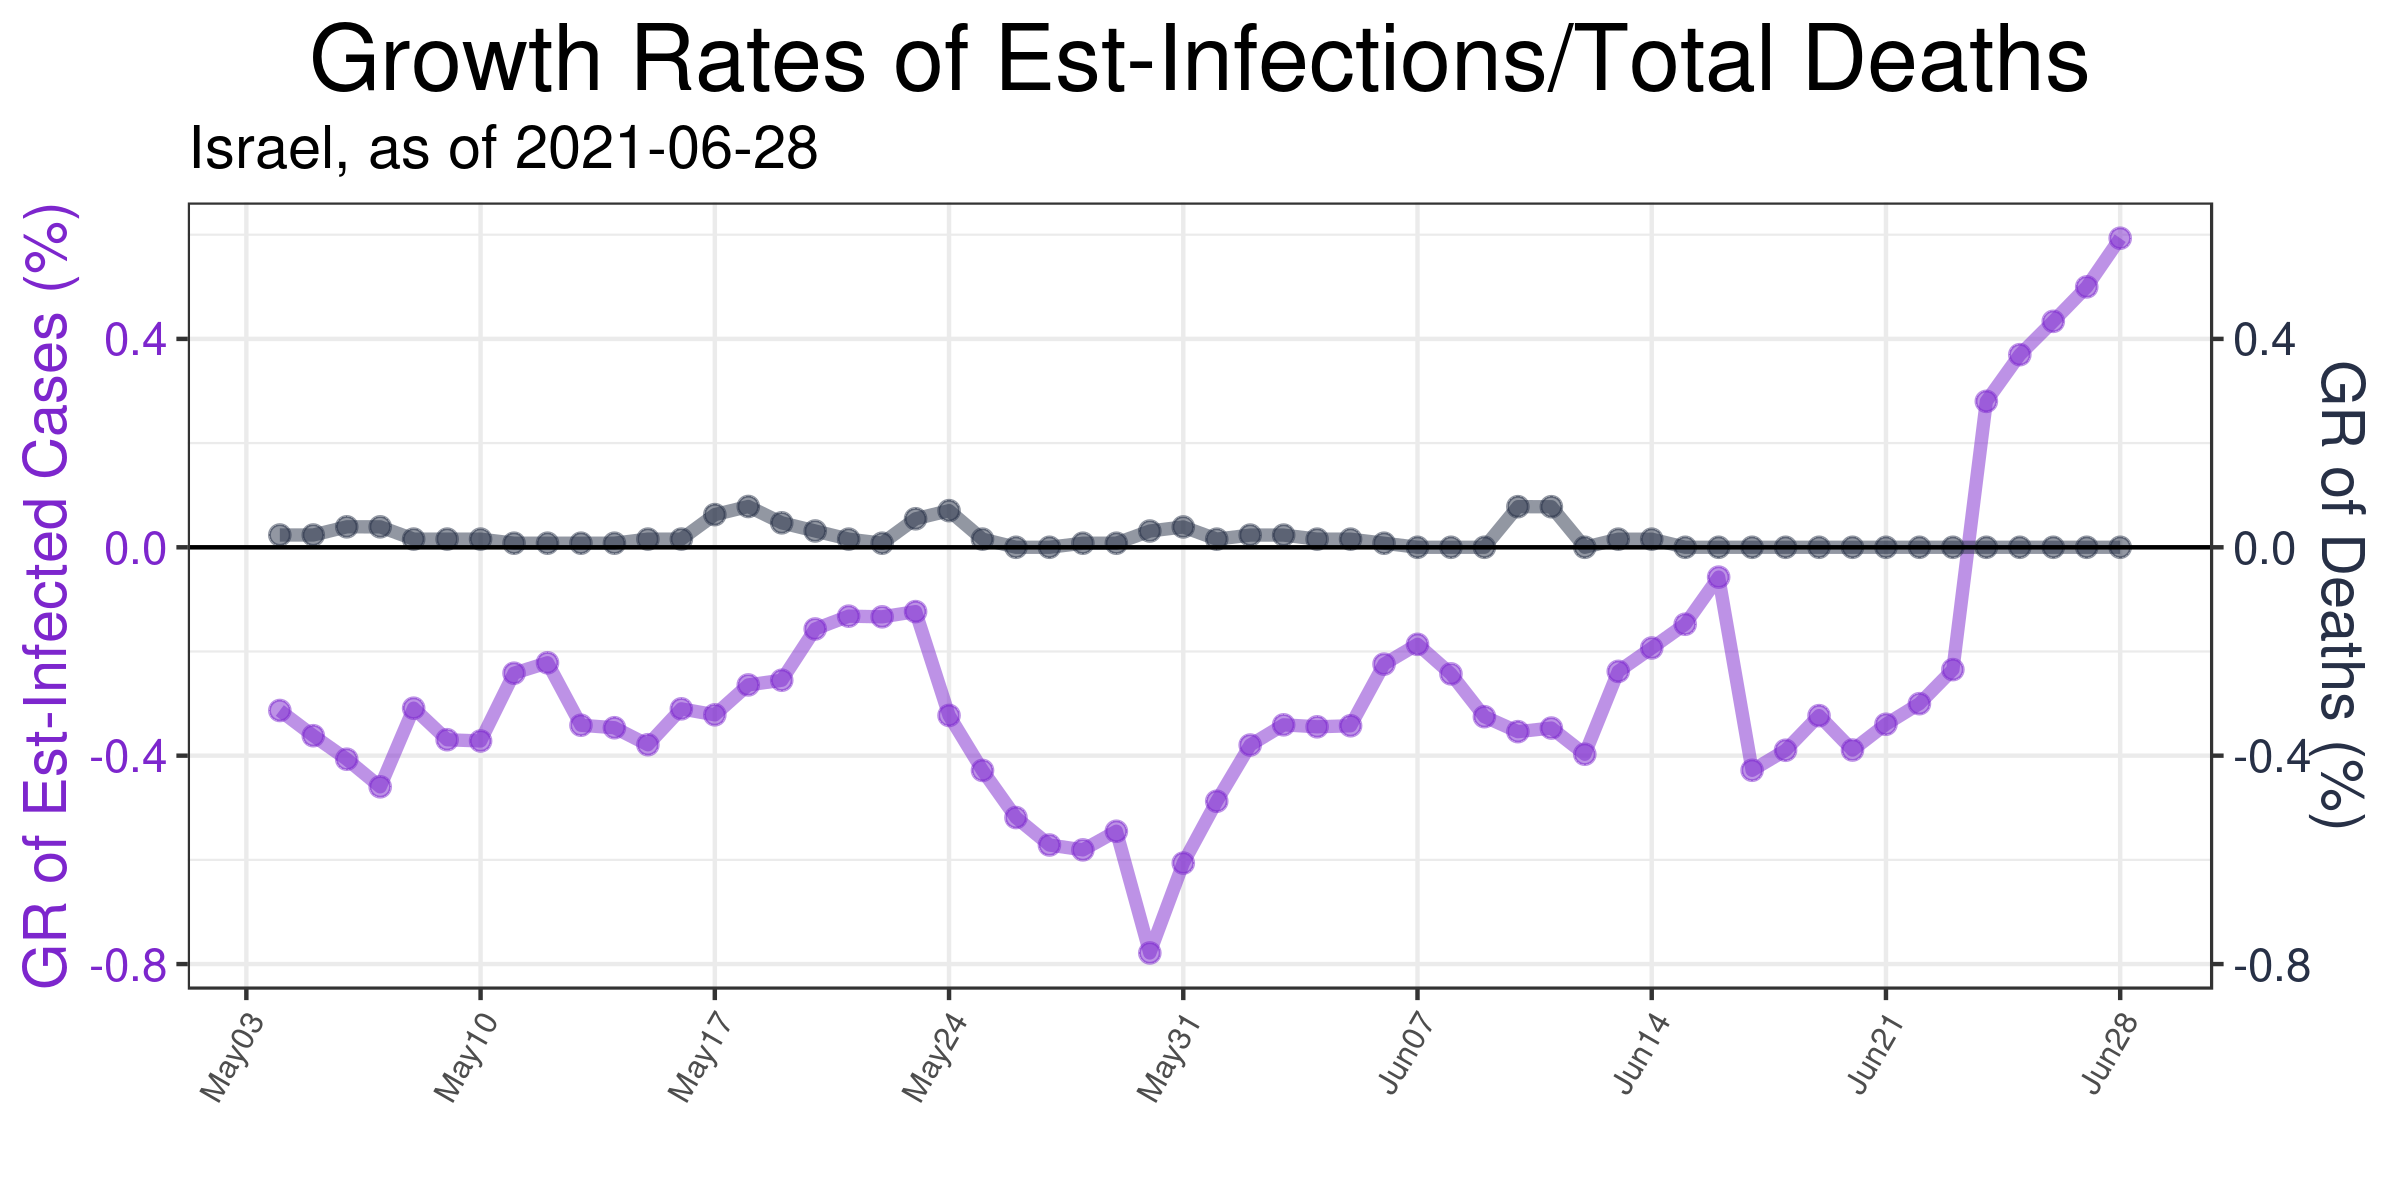 Growth Rates of Est-Infections/Total Deaths
Israel, as of 2021-06-28
GR of Est-Infected Cases (%)
0.4
0.0
-0.4
-0.8
0.4
0.0
-0.4
-0.8
GR of Deaths (%)
May03
May10
May17
May24
May31
Jun07
Jun14
Jun21
Jun28